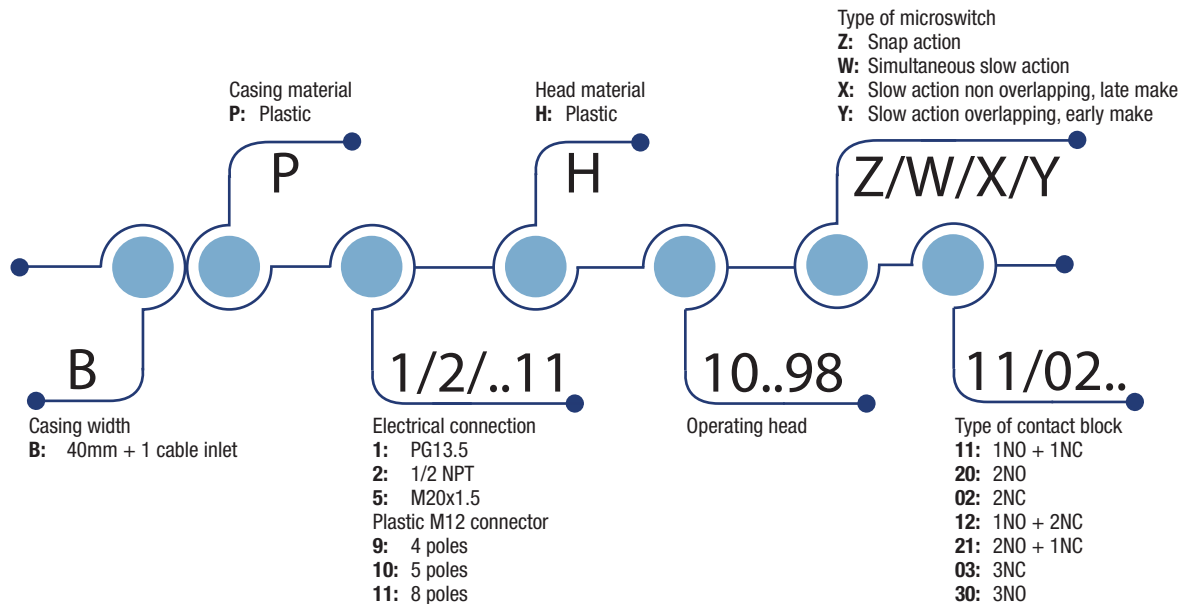 Type of microswitch
Z: Snap action
W: Simultaneous slow action
X: Slow action non overlapping, late make
Y: Slow action overlapping, early make
Casing material
P: Plastic
Head material
H: Plastic
P
H
Z/W/X/Y
B
1/2/..11
10..98
11/02..
Casing width
B: 40mm + 1 cable inlet
Electrical connection
1: PG13.5
2: 1/2 NPT
5: M20x1.5
Plastic M12 connector
9: 4 poles
10: 5 poles
11: 8 poles
Operating head
Type of contact block
11: 1NO + 1NC
20: 2NO
02: 2NC
12: 1NO + 2NC
21: 2NO + 1NC
03: 3NC
30: 3NO